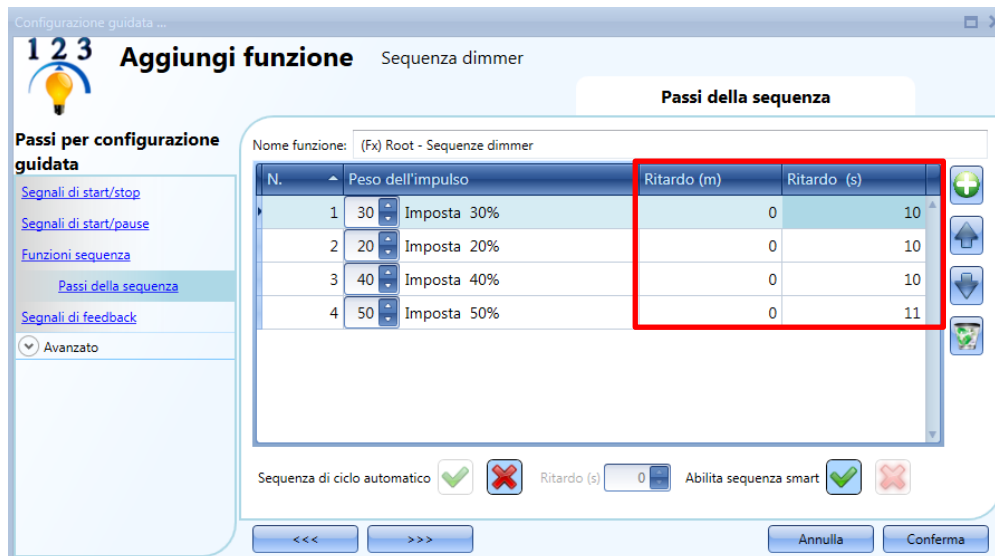 Configurazione guidata ...
1 2 3
Aggiungi funzione Sequenza dimmer
Passi della sequenza
Passi per configurazione
guidata
Segnali di start/stop
Segnali di start/pause
Funzioni sequenza
Passi della sequenza
Segnali di feedback
Avanzato
Nome funzione: (Fx) Root - Sequenze dimmer
N. Peso dell'impulso Ritardo (m) Ritardo (s)
1 30 Imposta 30% 0 10
2 20 Imposta 20% 0 10
3 40 Imposta 40% 0 10
4 50 Imposta 50% 0 11
Sequenza di ciclo automatico Ritardo (s) 0 Abilita sequenza smart
<<< >>> Annulla Conferma